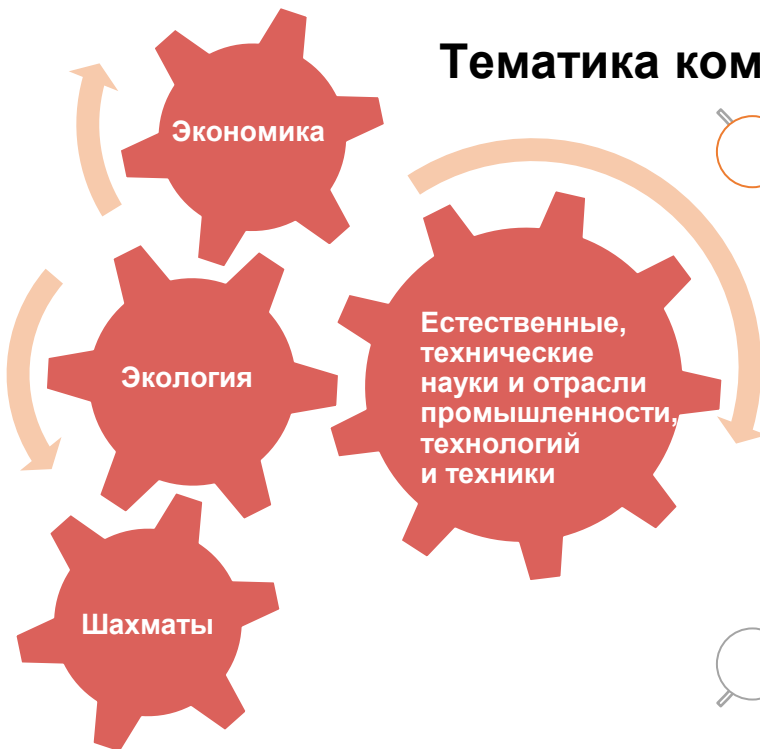 Тематика ком
Экономика
Естественные,
технические
науки и отрасли
промышленности,
технологий
и техники
Экология
Шахматы